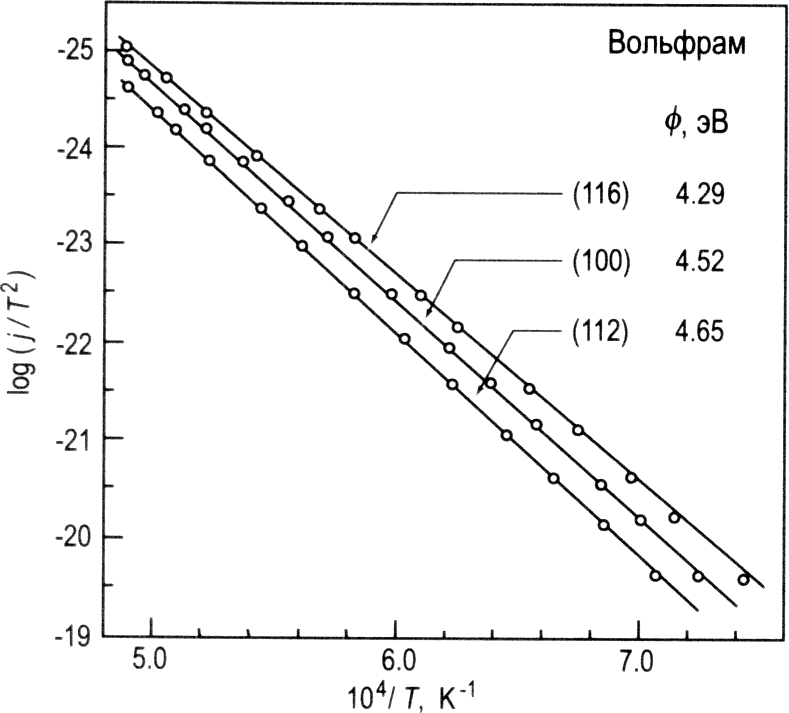 Вольфрам
ϕ, эВ
(116) 4.29
(100) 4.52
(112) 4.65
log (j/T²)
-25
-24
-23
-22
-21
-20
-19
5.0 6.0 7.0
10⁴/T, K⁻¹